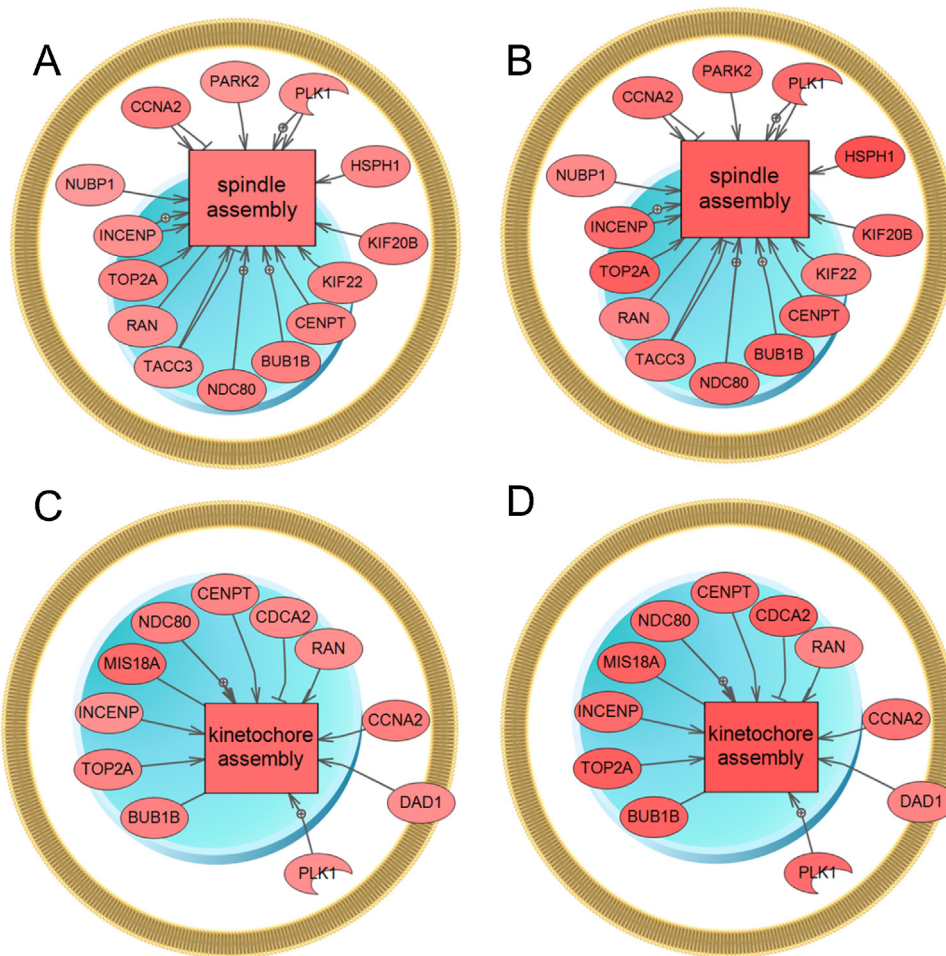 A
B
PARK2
PLK1
CCNA2
HSPH1
NUBP1
spindle
assembly
INCENP
KIF20B
TOP2A
KIF22
RAN
CENPT
TACC3
BUB1B
NDC80
PARK2
PLK1
CCNA2
HSPH1
NUBP1
spindle
assembly
INCENP
KIF20B
TOP2A
KIF22
RAN
CENPT
TACC3
BUB1B
NDC80
C
D
CENPT
NDC80
CDCA2
RAN
MIS18A
INCENP
CCNA2
kinetochore
assembly
TOP2A
DAD1
BUB1B
PLK1
CENPT
NDC80
CDCA2
RAN
MIS18A
INCENP
CCNA2
kinetochore
assembly
TOP2A
DAD1
BUB1B
PLK1